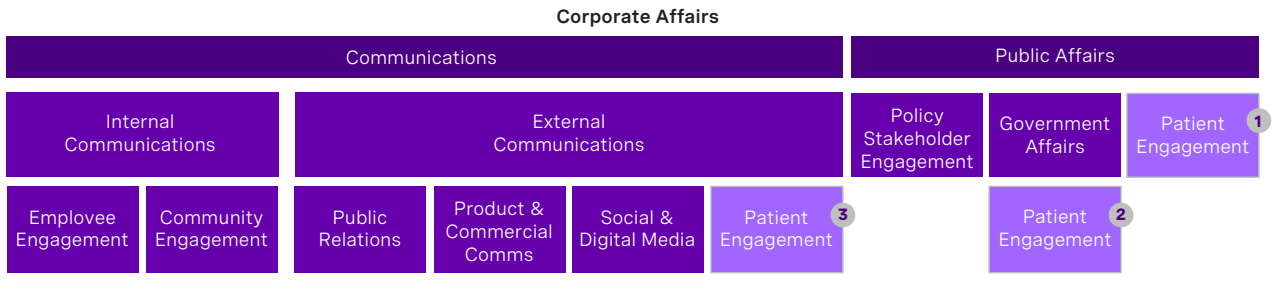 Corporate Affairs
Communications
Public Affairs
Internal
Communications
External
Communications
Policy
Stakeholder
Engagement
Government
Affairs
Patient
Engagement
1
Emplovee
Engagement
Community
Engagement
Public
Relations
Product &
Commercial
Comms
Social &
Digital Media
Patient
Engagement
3
Patient
Engagement
2